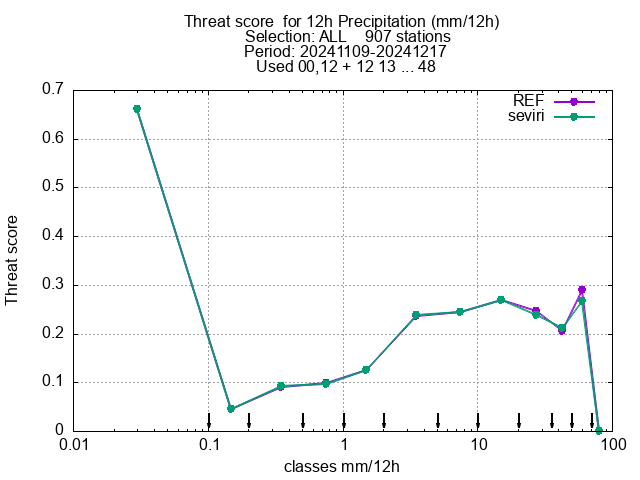 Threat score  for 12h Precipitation (mm/12h)
Selection: ALL    907 stations
Period: 20241109-20241217
Used 00,12 + 12 13 ... 48
REF
seviri
Threat score
0.7
0.6
0.5
0.4
0.3
0.2
0.1
0
0.01 0.1 1 10 100
classes mm/12h